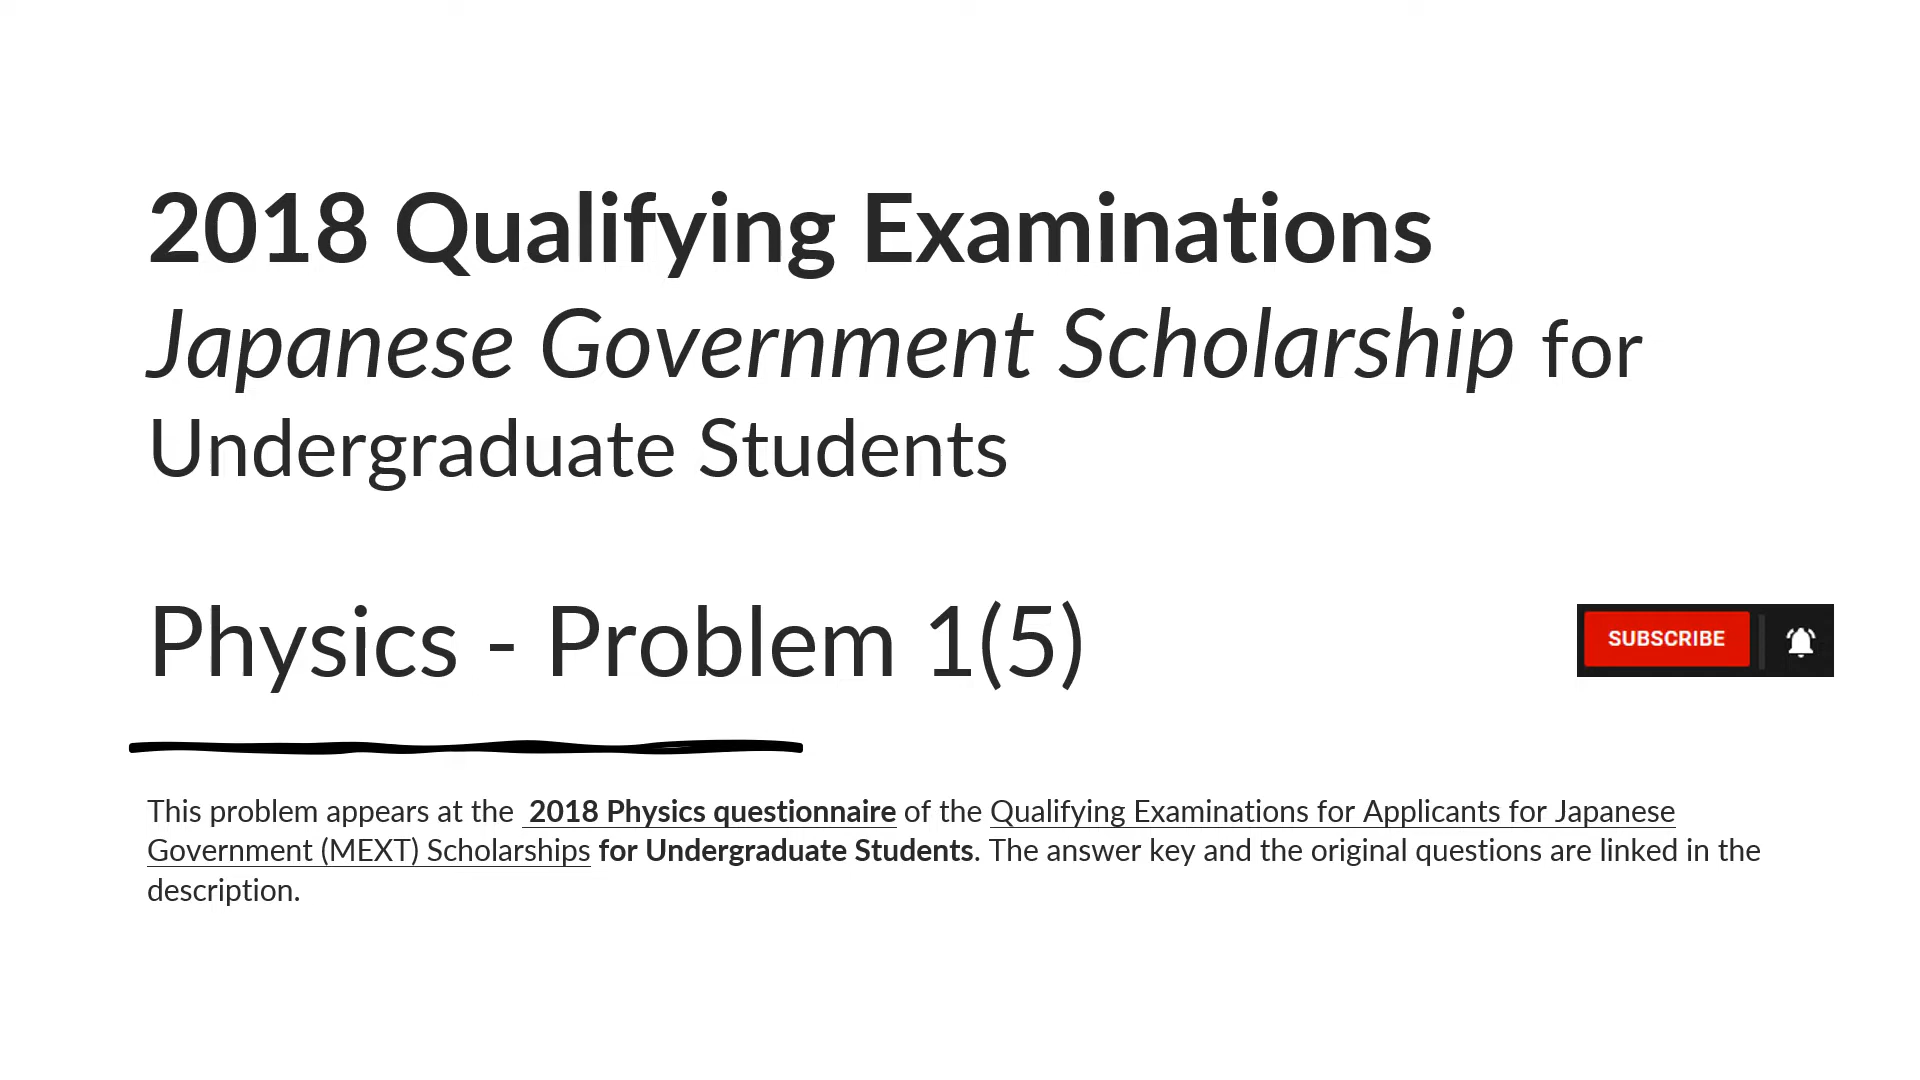 2018 Qualifying Examinations
Japanese Government Scholarship for
Undergraduate Students
Physics - Problem 1(5)
SUBSCRIBE
This problem appears at the 2018 Physics questionnaire of the Qualifying Examinations for Applicants for Japanese
Government (MEXT) Scholarships for Undergraduate Students. The answer key and the original questions are linked in the
description.